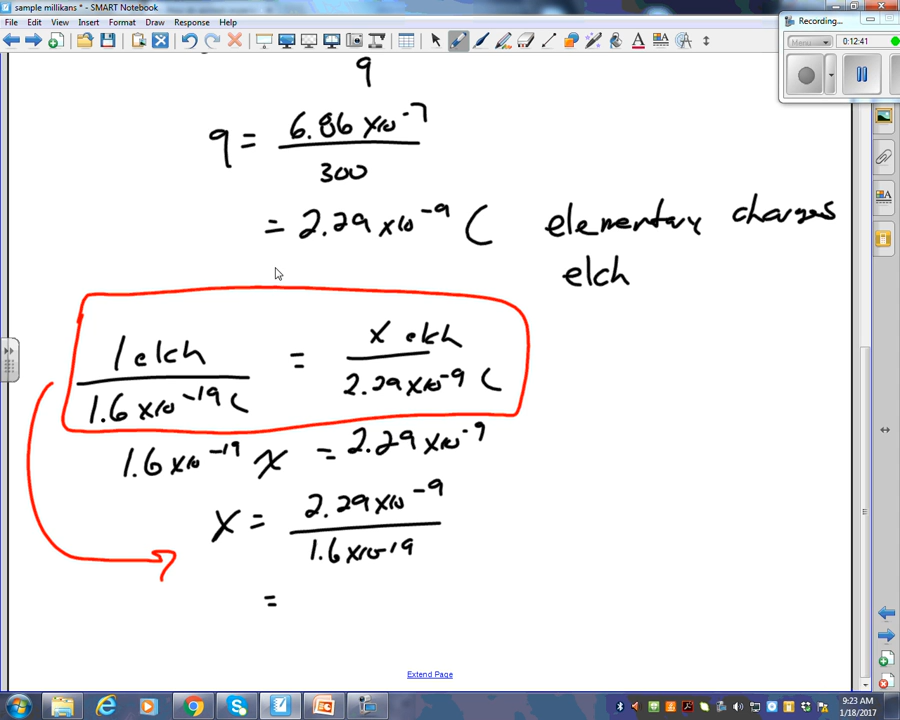 sample millikans * - SMART Notebook
Recording...
File Edit View Insert Format Draw Response Help
Menu
0:12:41
9
q = 6.86 x10⁻⁷
300
= 2.29 x10⁻⁹ C elementary charges
elch
1 elch = x elch
1.6 x10⁻¹⁹ C 2.29 x10⁻⁹ C
1.6 x10⁻¹⁹ x = 2.29 x10⁻⁹
x = 2.29 x10⁻⁹
1.6 x10-19
=
Extend Page
9:23 AM
1/18/2017